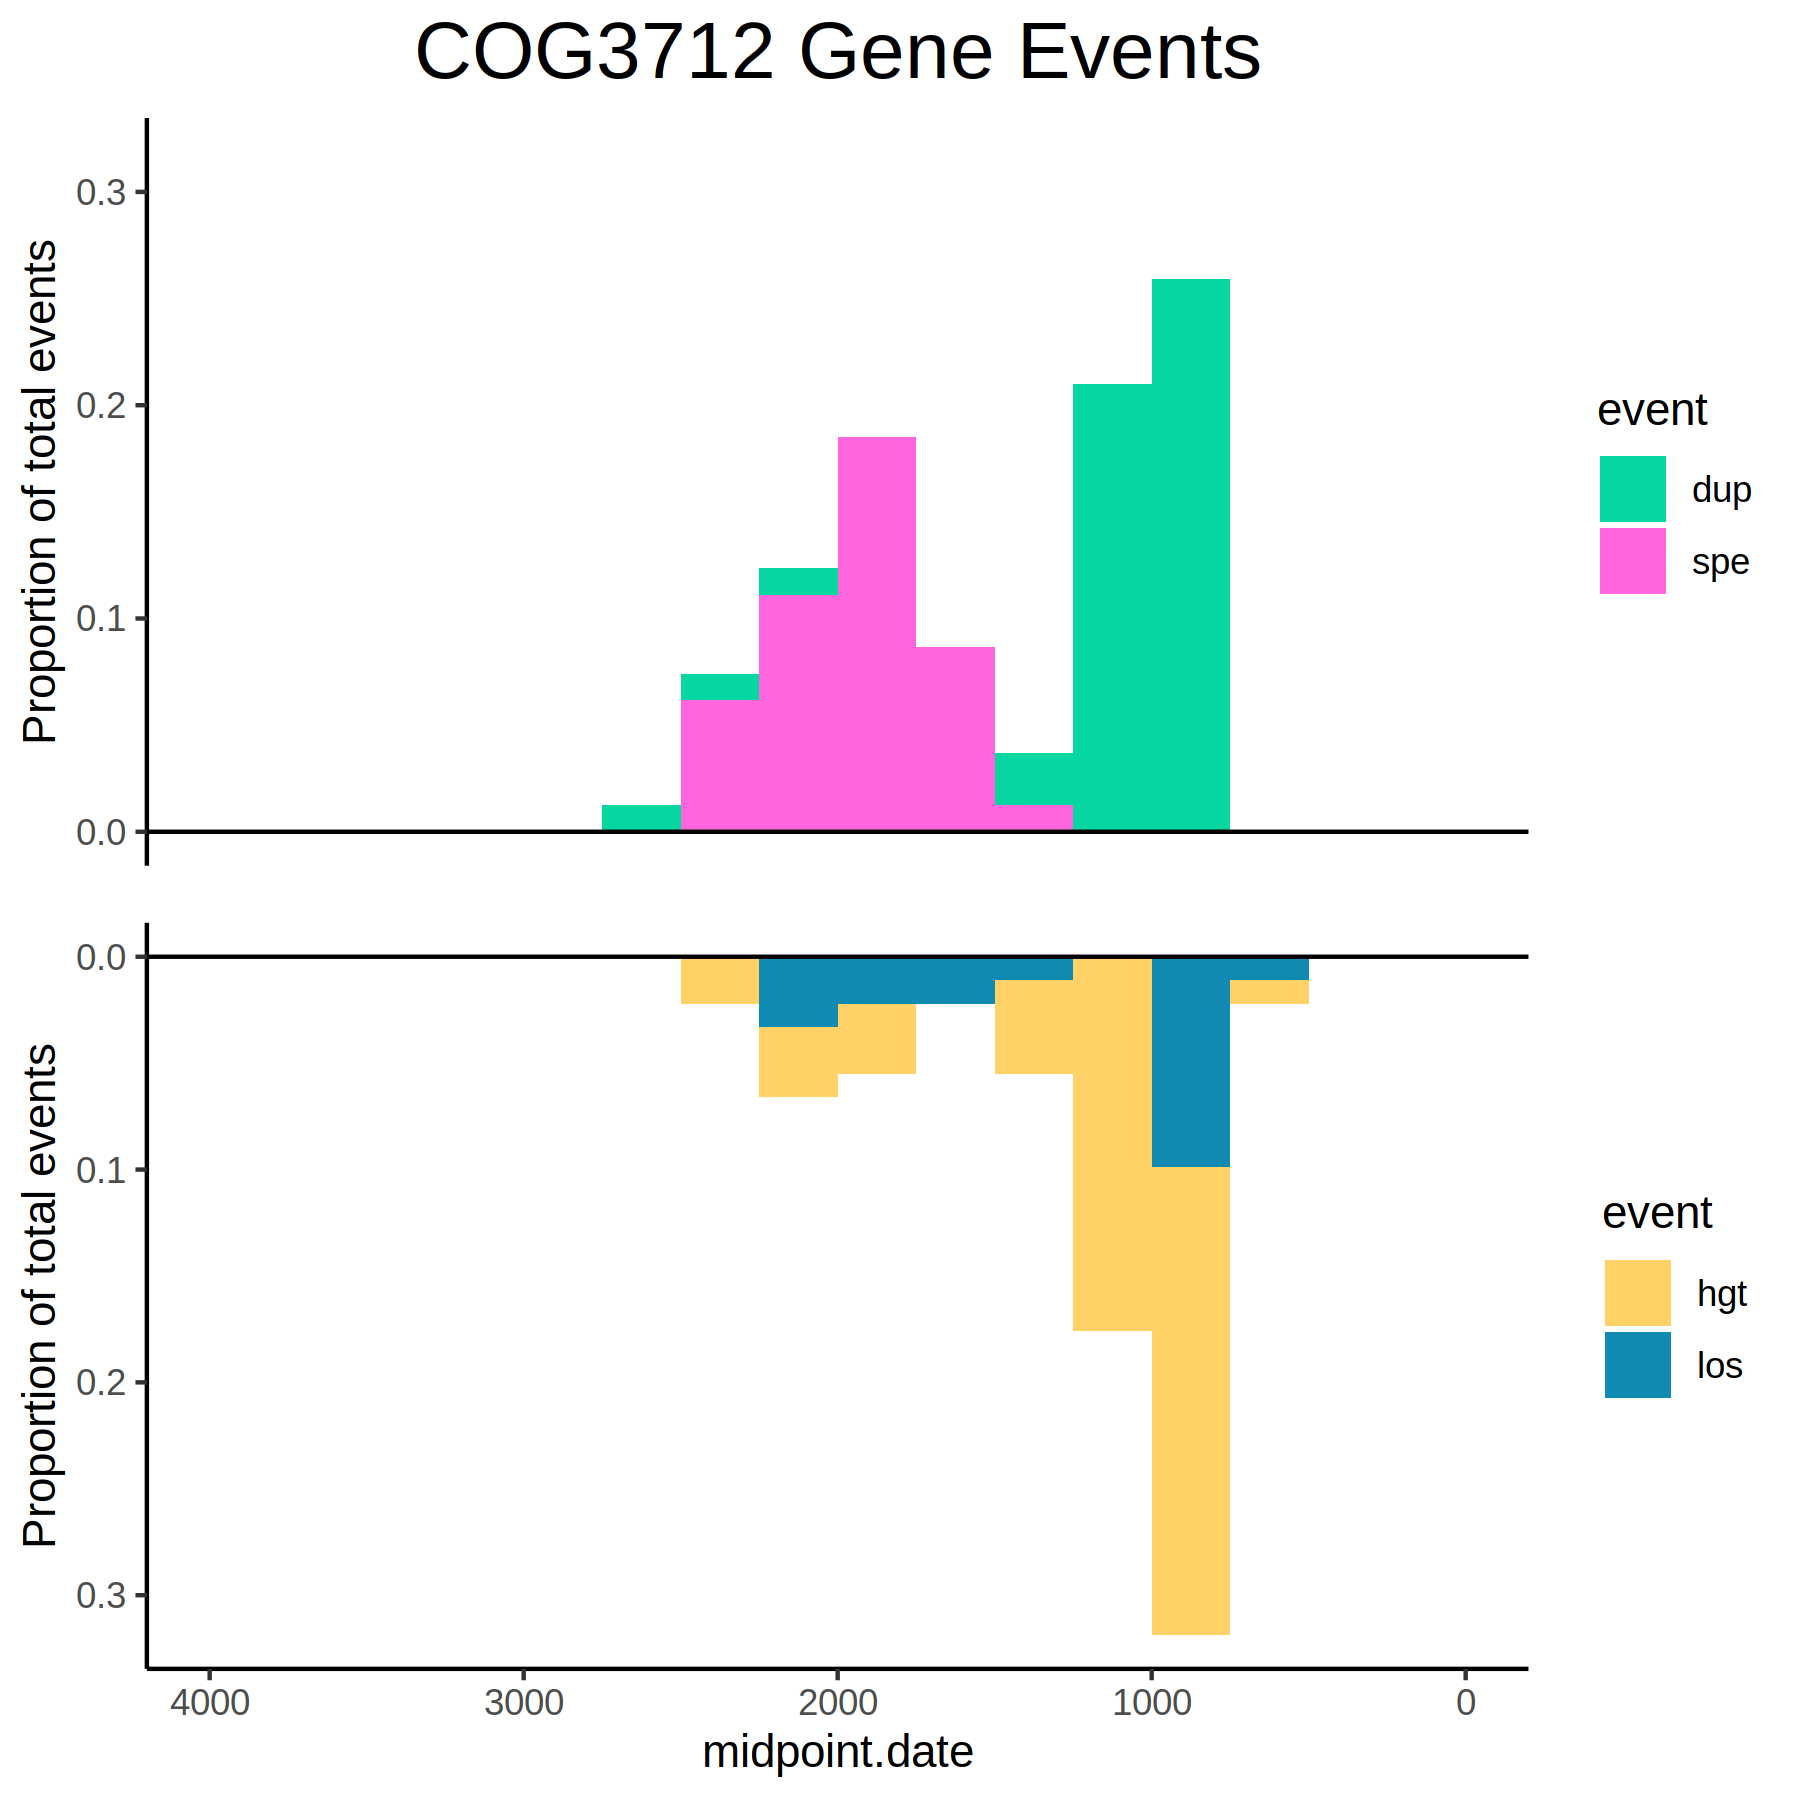 COG3712 Gene Events
Proportion of total events
0.3
0.2
0.1
0.0
event
dup
spe
Proportion of total events
0.0
0.1
0.2
0.3
event
hgt
los
4000 3000 2000 1000 0
midpoint.date